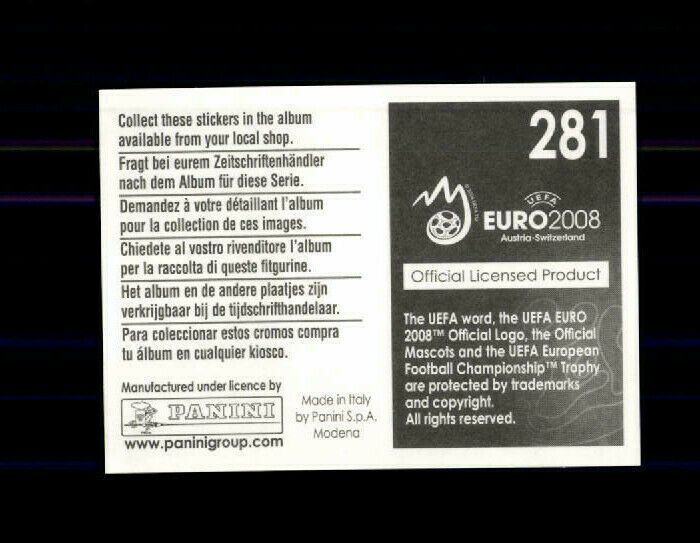 Collect these stickers in the album
available from your local shop.
Fragt bei eurem Zeitschriftenhändler
nach dem Album für diese Serie.
Demandez à votre détaillant l'album
pour la collection de ces images.
Chiedete al vostro rivenditore l'album
per la raccolta di queste fitgurine.
Het album en de andere plaatjes zijn
verkrijgbaar bij de tijdschrifthandelaar.
Para coleccionar estos cromos compra
tu álbum en cualquier kiosco.
Manufactured under licence by
PANINI
www.paninigroup.com
Made in Italy
by Panini S.p.A.
Modena
281
UEFA
EURO2008
Austria-Switzerland
Official Licensed Product
The UEFA word, the UEFA EURO
2008™ Official Logo, the Official
Mascots and the UEFA European
Football Championship™ Trophy
are protected by trademarks
and copyright.
All rights reserved.